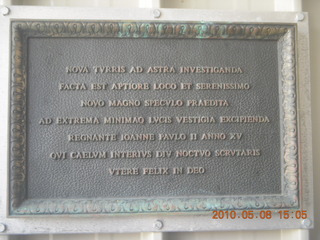 NOVA TVRRIS AD ASTRA INVESTIGANDA
FACTA EST APTIORE LOCO ET SERENISSIMO
NOVO MAGNO SPECVLO PRAEDITA
AD EXTREMA MINIMAQ LVCIS VESTIGIA EXCIPIENDA
REGNANTE IOANNE PAVLO II ANNO XV
QVI CAELVM INTERIVS DIV NOCTVQ SCRVTARIS
VTERE FELIX IN DEO
2010.05.08 15:05